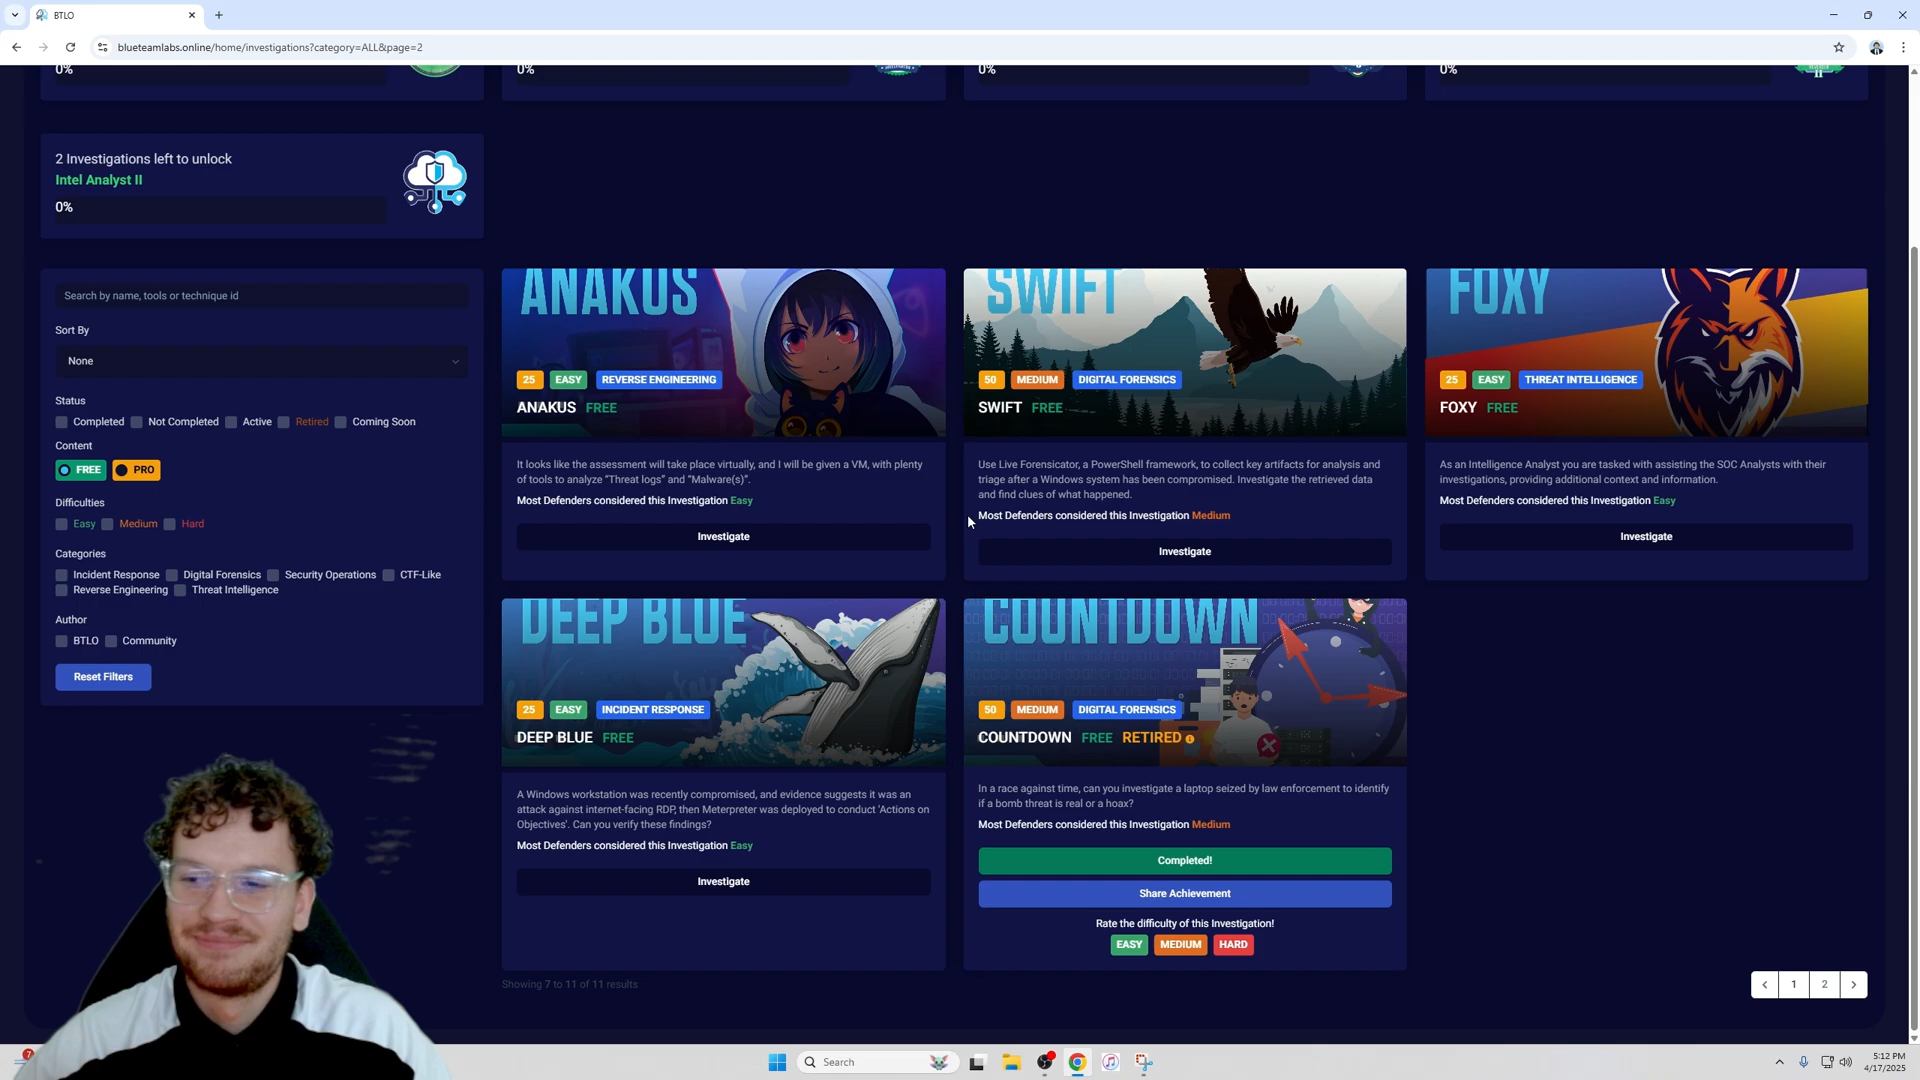 BTLO
blueteamlabs.online/home/investigations?category=ALL&page=2
0%
0%
0%
0%
2 Investigations left to unlock
Intel Analyst II
0%
Search by name, tools or technique id
Sort By
None
Status
Completed Not Completed Active Retired Coming Soon
Content
FREE PRO
Difficulties
Easy Medium Hard
Categories
Incident Response Digital Forensics Security Operations CTF-Like
Reverse Engineering Threat Intelligence
Author
BTLO Community
Reset Filters
ANAKUS
25 EASY REVERSE ENGINEERING
ANAKUS FREE
It looks like the assessment will take place virtually, and I will be given a VM, with plenty
of tools to analyze “Threat logs” and “Malware(s)”.
Most Defenders considered this Investigation Easy
Investigate
SWIFT
50 MEDIUM DIGITAL FORENSICS
SWIFT FREE
Use Live Forensicator, a PowerShell framework, to collect key artifacts for analysis and
triage after a Windows system has been compromised. Investigate the retrieved data
and find clues of what happened.
Most Defenders considered this Investigation Medium
Investigate
FOXY
25 EASY THREAT INTELLIGENCE
FOXY FREE
As an Intelligence Analyst you are tasked with assisting the SOC Analysts with their
investigations, providing additional context and information.
Most Defenders considered this Investigation Easy
Investigate
DEEP BLUE
25 EASY INCIDENT RESPONSE
DEEP BLUE FREE
A Windows workstation was recently compromised, and evidence suggests it was an
attack against internet-facing RDP, then Meterpreter was deployed to conduct 'Actions on
Objectives'. Can you verify these findings?
Most Defenders considered this Investigation Easy
Investigate
COUNTDOWN
50 MEDIUM DIGITAL FORENSICS
COUNTDOWN FREE RETIRED
In a race against time, can you investigate a laptop seized by law enforcement to identify
if a bomb threat is real or a hoax?
Most Defenders considered this Investigation Medium
Completed!
Share Achievement
Rate the difficulty of this Investigation!
EASY MEDIUM HARD
Showing 7 to 11 of 11 results
1 2
7
Search
5:12 PM
4/17/2025